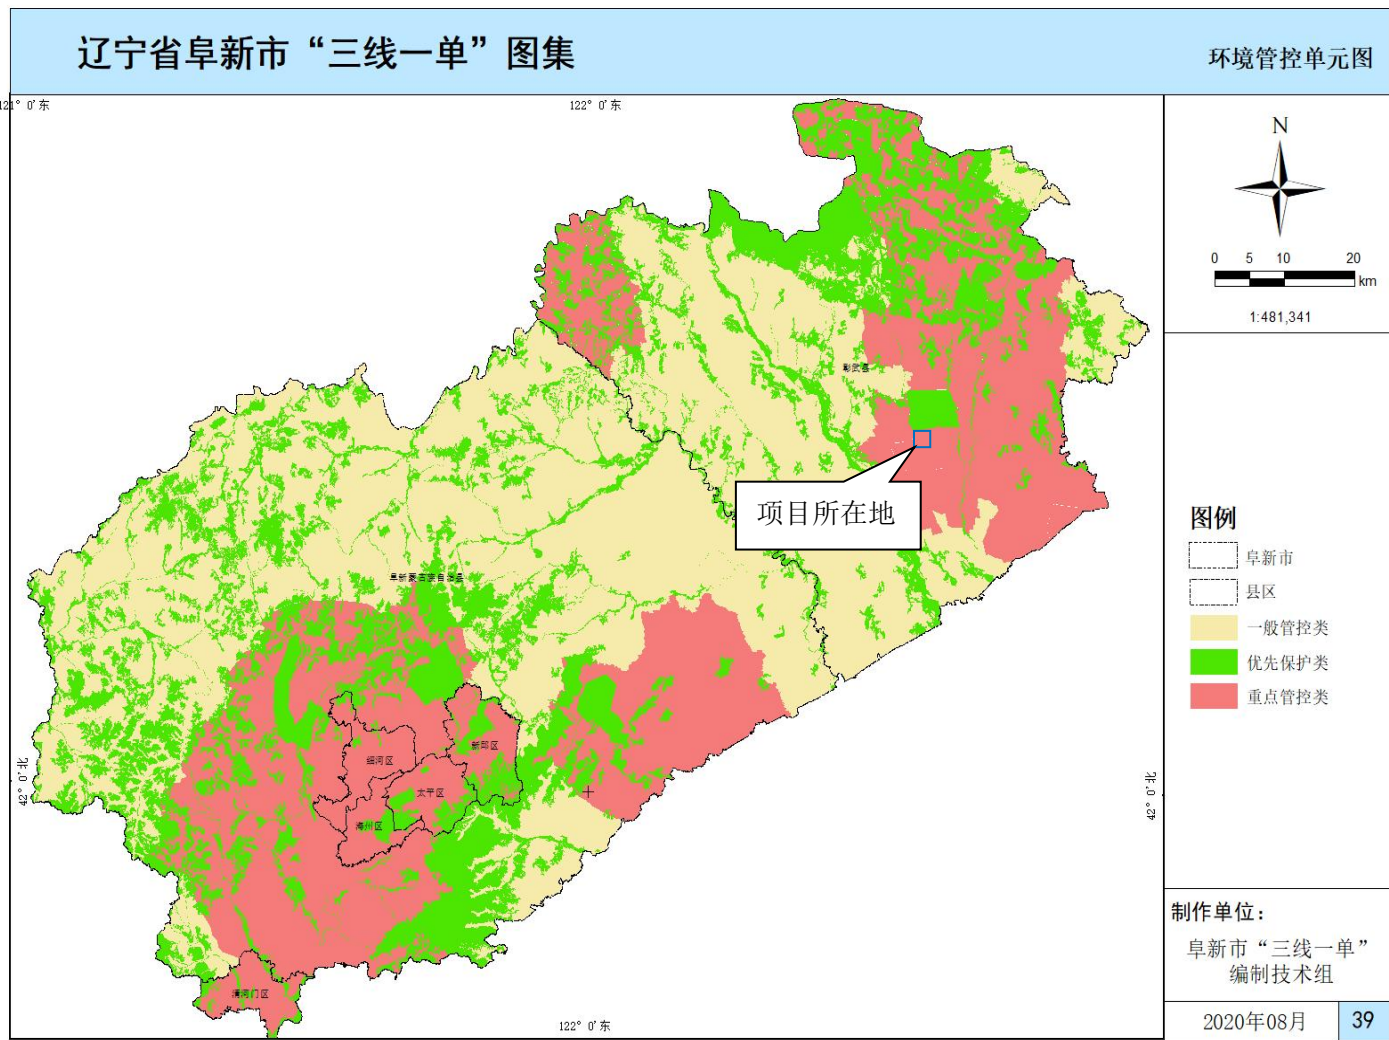 辽宁省阜新市“三线一单”图集
环境管控单元图
121° 0′东
122° 0′东
N
0 5 10 20
km
1:481,341
彰武县
项目所在地
阜新蒙古族自治县
图例
阜新市
县区
一般管控类
优先保护类
重点管控类
新邱区
细河区
太平区
海州区
清河门区
42° 0′北
42° 0′北
122° 0′东
制作单位：
阜新市“三线一单”
编制技术组
2020年08月
39